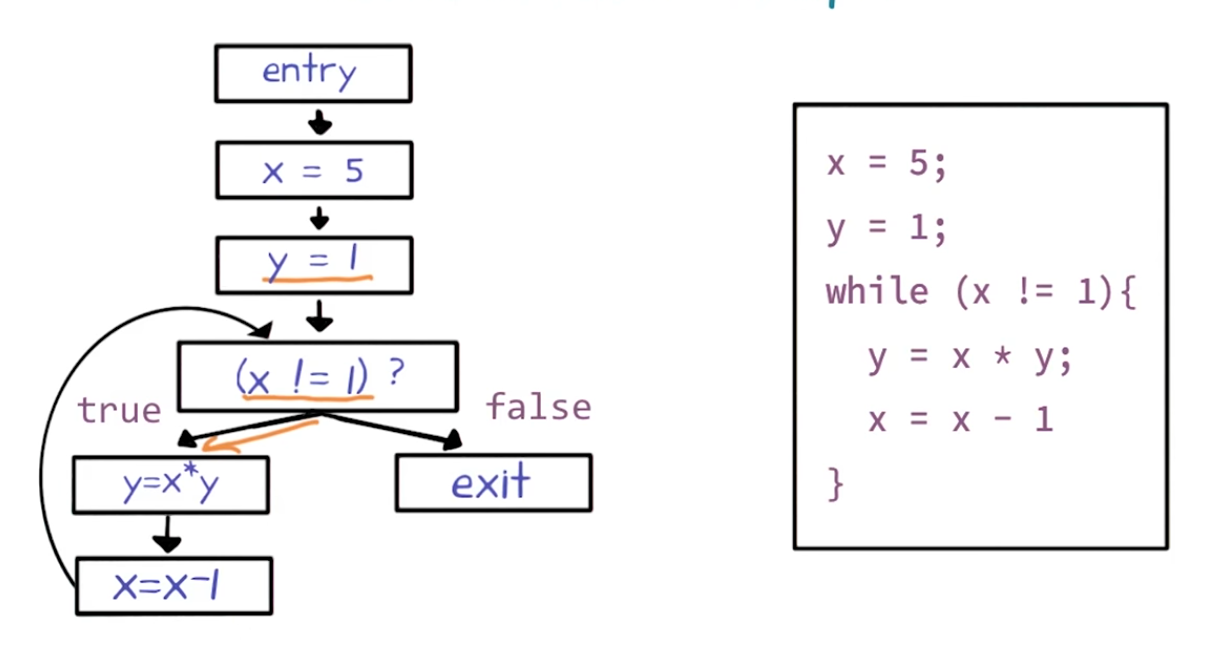 entry
x = 5
y = 1
(x != 1) ?
true
false
y=x*y
exit
x=x-1
x = 5;
y = 1;
while (x != 1){
y = x * y;
x = x - 1
}